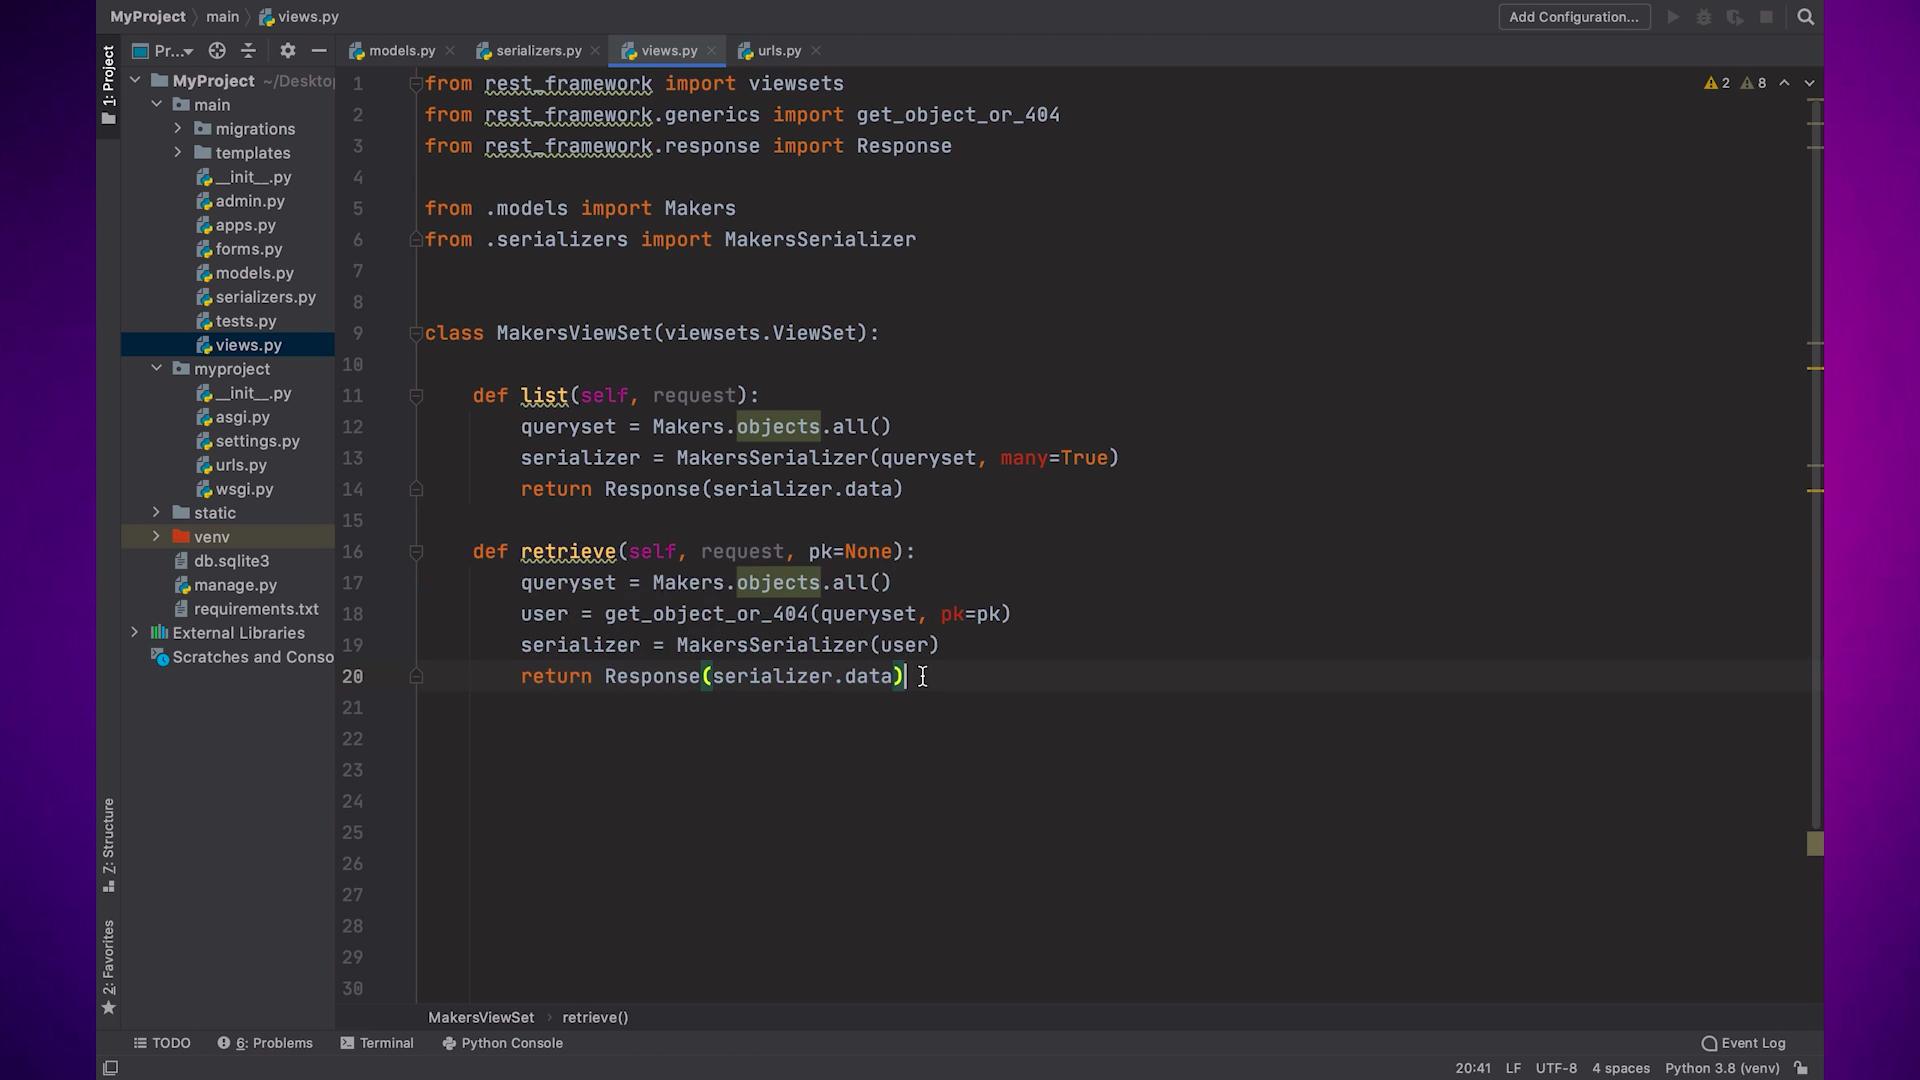 MyProject main views.py Add Configuration...
1: Project
Pr... models.py serializers.py views.py urls.py
MyProject ~/Deskto
main
migrations
templates
__init__.py
admin.py
apps.py
forms.py
models.py
serializers.py
tests.py
views.py
myproject
__init__.py
asgi.py
settings.py
urls.py
wsgi.py
static
venv
db.sqlite3
manage.py
requirements.txt
External Libraries
Scratches and Conso
1 from rest_framework import viewsets
2 from rest_framework.generics import get_object_or_404
3 from rest_framework.response import Response
4
5 from .models import Makers
6 from .serializers import MakersSerializer
7
8
9 class MakersViewSet(viewsets.ViewSet):
10
11 def list(self, request):
12 queryset = Makers.objects.all()
13 serializer = MakersSerializer(queryset, many=True)
14 return Response(serializer.data)
15
16 def retrieve(self, request, pk=None):
17 queryset = Makers.objects.all()
18 user = get_object_or_404(queryset, pk=pk)
19 serializer = MakersSerializer(user)
20 return Response(serializer.data)
21
22
23
24
25
26
27
28
29
30
2 8
Z: Structure
2: Favorites
MakersViewSet retrieve()
TODO 6: Problems Terminal Python Console Event Log
20:41 LF UTF-8 4 spaces Python 3.8 (venv)